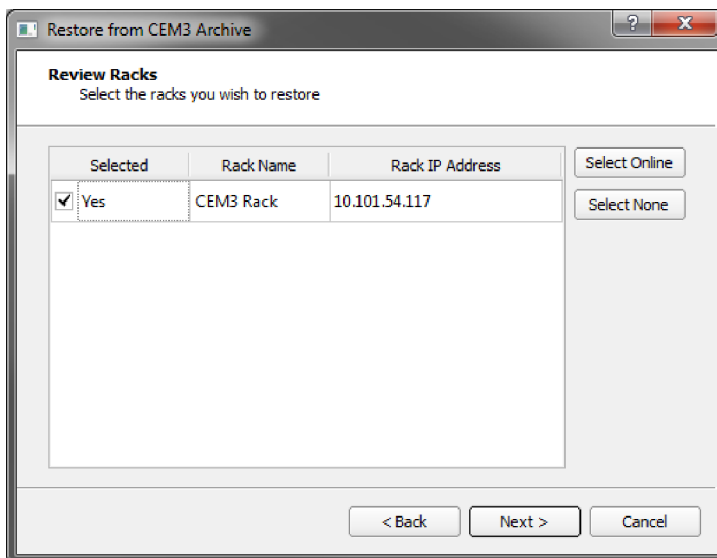 Restore from CEM3 Archive
?
X
Review Racks
Select the racks you wish to restore
Selected Rack Name Rack IP Address
Select Online
Yes CEM3 Rack 10.101.54.117
Select None
< Back Next > Cancel